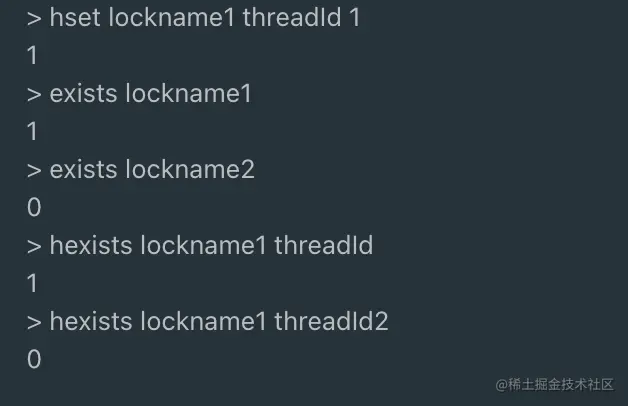 > hset lockname1 threadId 1
1
> exists lockname1
1
> exists lockname2
0
> hexists lockname1 threadId
1
> hexists lockname1 threadId2
0
@稀土掘金技术社区